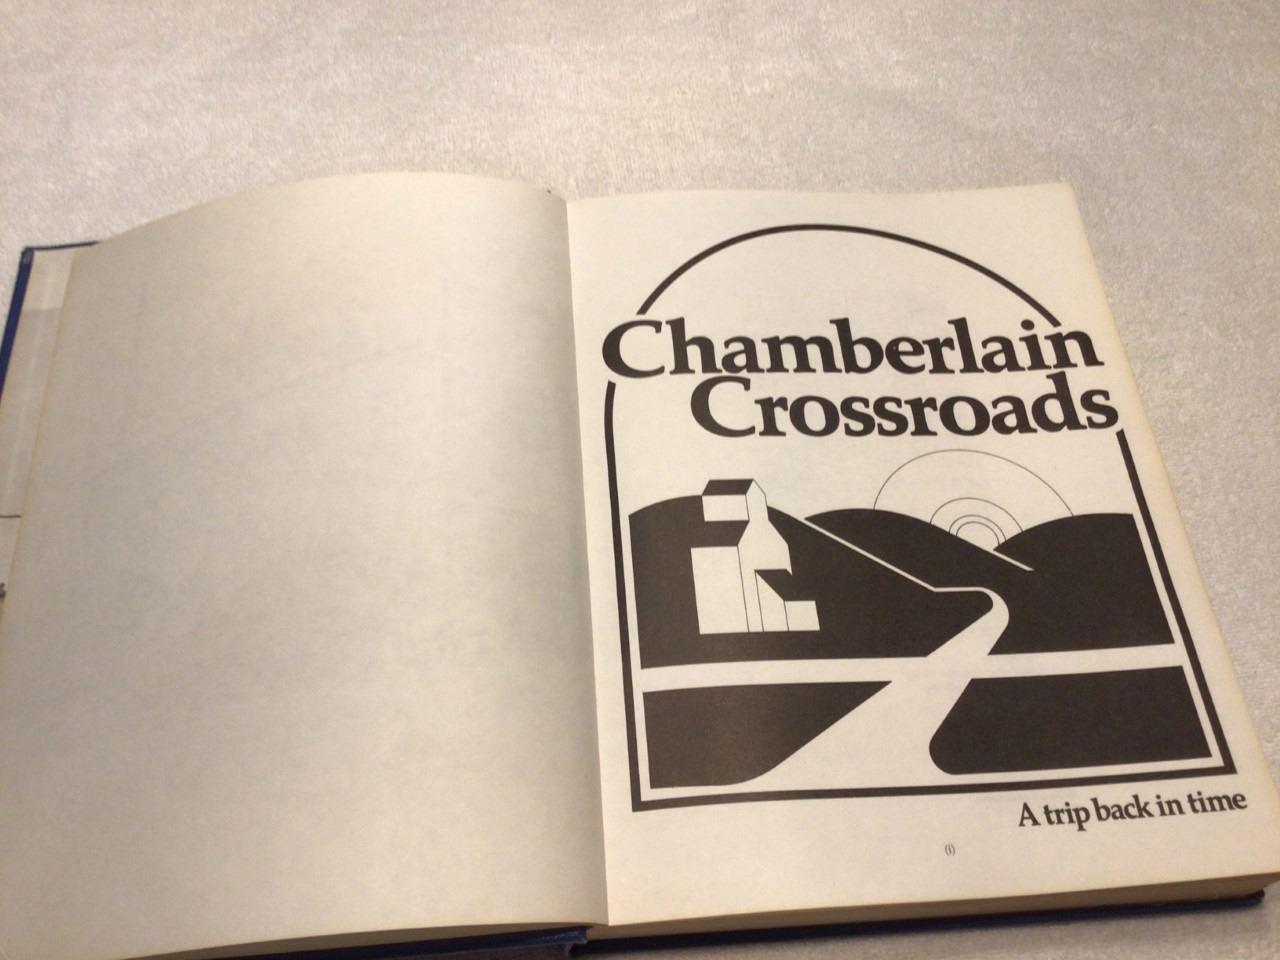 Chamberlain
Crossroads
A trip back in time
(i)